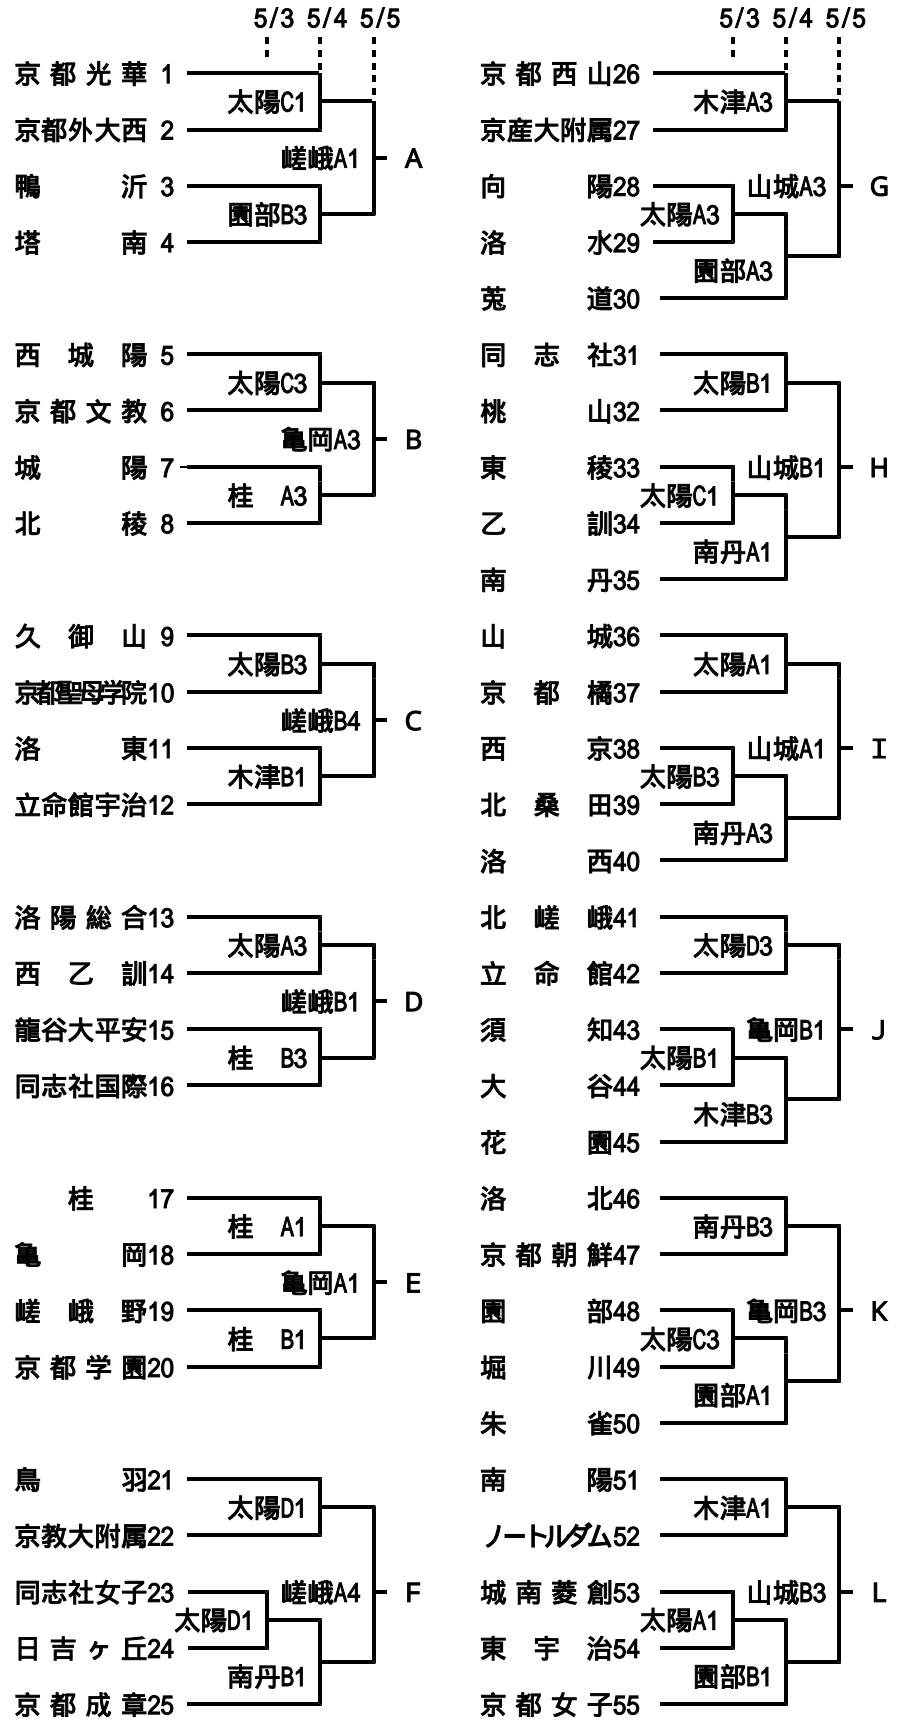 5/3 5/4 5/5
京都光華 1
太陽C1
京都外大西 2
嵯峨A1 A
鴨沂 3
園部B3
塔南 4
西城陽 5
太陽C3
京都文教 6
亀岡A3 B
城陽 7
桂 A3
北稜 8
久御山 9
太陽B3
京都聖母学院10
嵯峨B4 C
洛東11
木津B1
立命館宇治12
洛陽総合13
太陽A3
西乙訓14
嵯峨B1 D
龍谷大平安15
桂 B3
同志社国際16
桂 17
桂 A1
亀岡18
亀岡A1 E
嵯峨野19
桂 B1
京都学園20
鳥羽21
太陽D1
京教大附属22
同志社女子23
嵯峨A4 F
太陽D1
日吉ヶ丘24
南丹B1
京都成章25
5/3 5/4 5/5
京都西山26
木津A3
京産大附属27
向陽28
山城A3 G
太陽A3
洛水29
園部A3
莵道30
同志社31
太陽B1
桃山32
東稜33
山城B1 H
太陽C1
乙訓34
南丹A1
南丹35
山城36
太陽A1
京都橘37
西京38
山城A1 I
太陽B3
北桑田39
南丹A3
洛西40
北嵯峨41
太陽D3
立命館42
須知43
亀岡B1 J
太陽B1
大谷44
木津B3
花園45
洛北46
南丹B3
京都朝鮮47
園部48
亀岡B3 K
太陽C3
堀川49
園部A1
朱雀50
南陽51
木津A1
ノートルダム52
城南菱創53
山城B3 L
太陽A1
東宇治54
園部B1
京都女子55